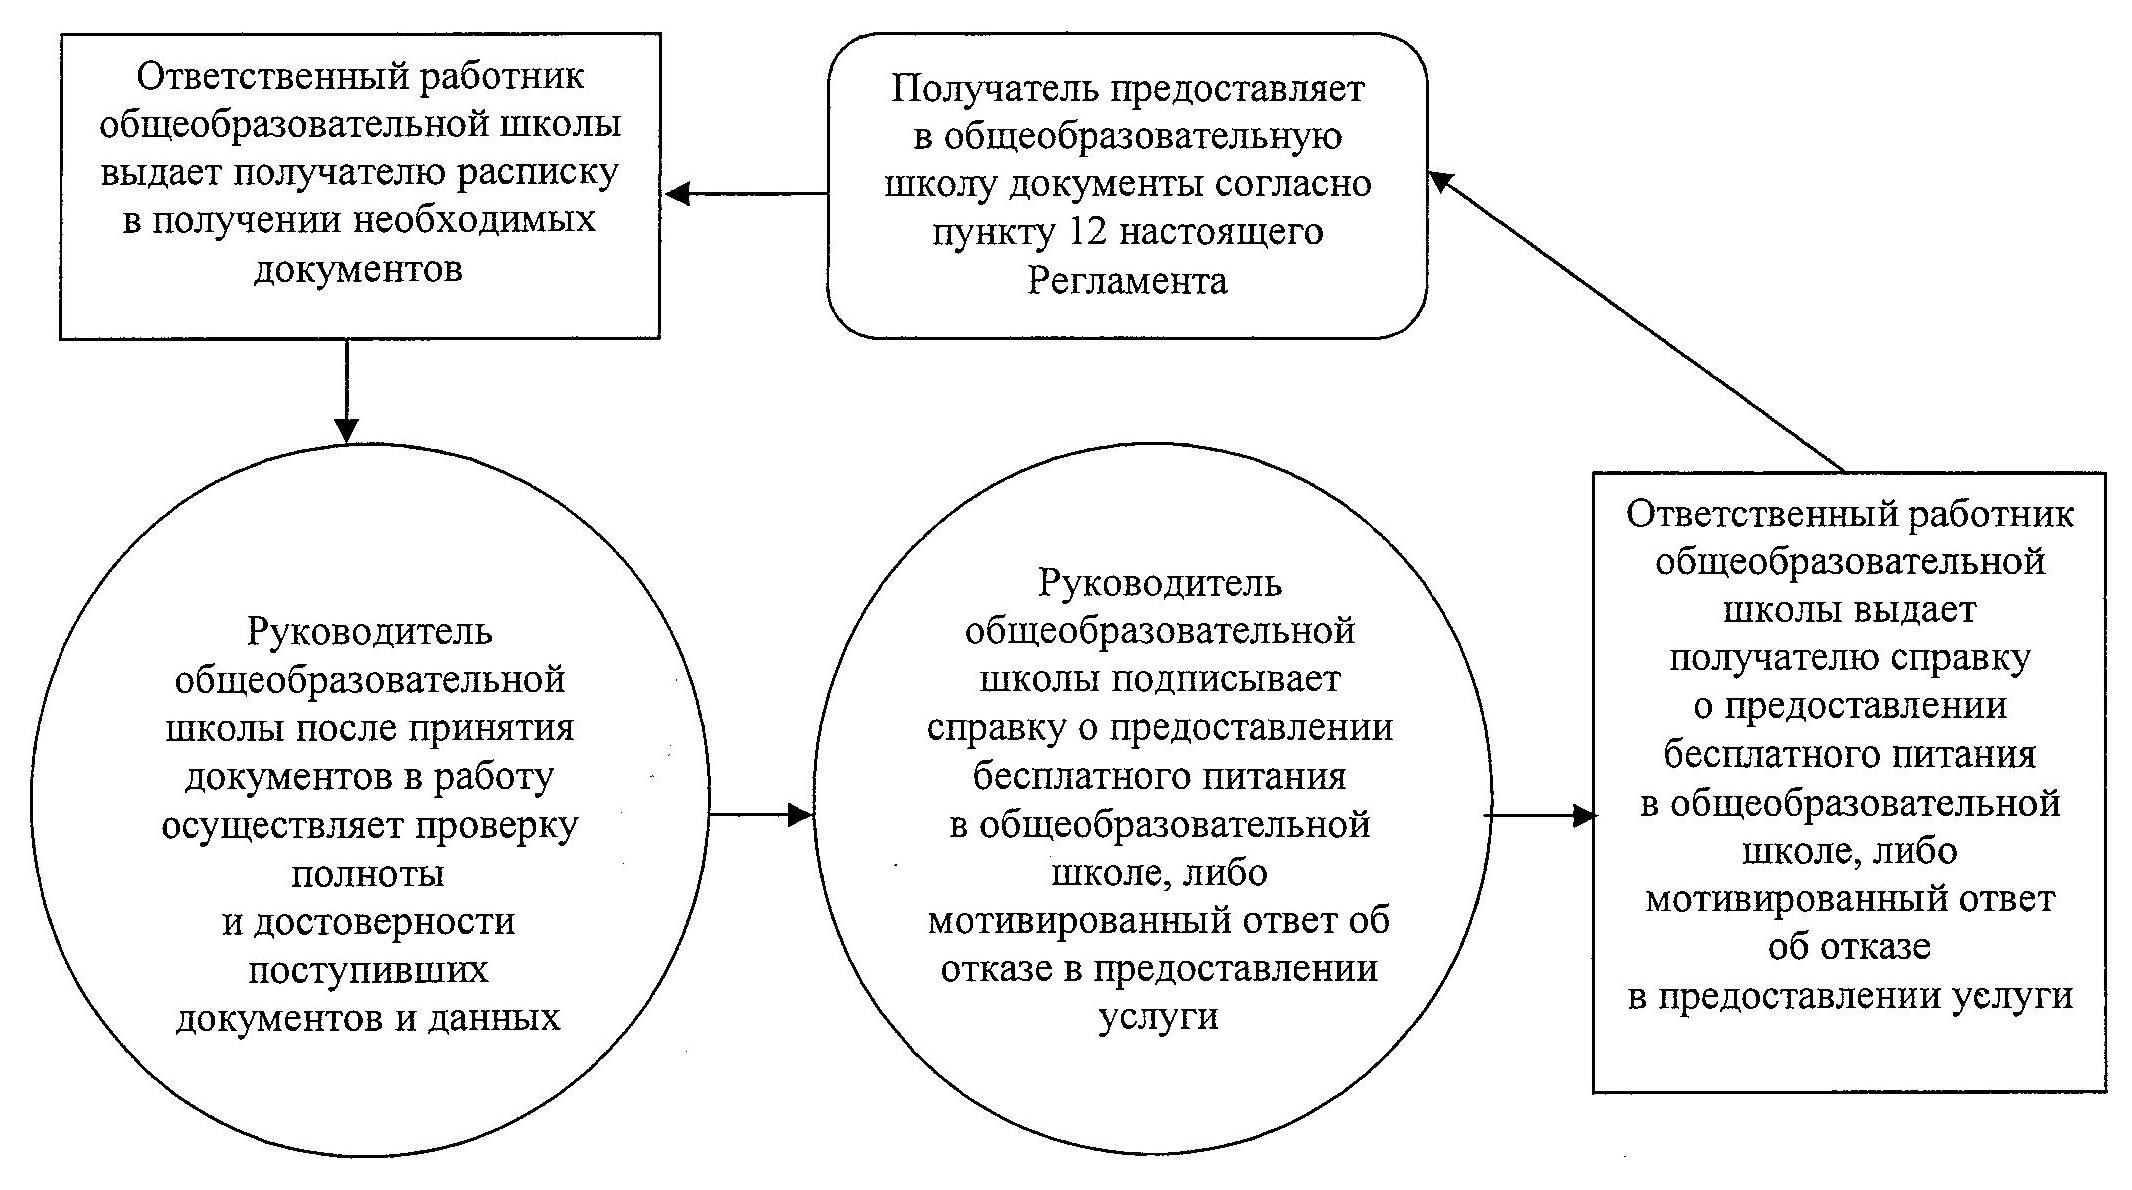 Ответственный работник
общеобразовательной школы
выдает получателю расписку
в получении необходимых
документов
Получатель предоставляет
в общеобразовательную
школу документы согласно
пункту 12 настоящего
Регламента
Руководитель
общеобразовательной
школы после принятия
документов в работу
осуществляет проверку
полноты
и достоверности
поступивших
документов и данных
Руководитель
общеобразовательной
школы подписывает
справку о предоставлении
бесплатного питания
в общеобразовательной
школе, либо
мотивированный ответ об
отказе в предоставлении
услуги
Ответственный работник
общеобразовательной
школы выдает
получателю справку
о предоставлении
бесплатного питания
в общеобразовательной
школе, либо
мотивированный ответ
об отказе
в предоставлении услуги